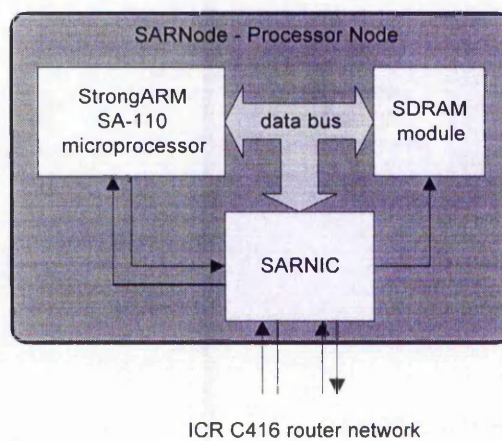 SARNode - Processor Node
StrongARM
SA-110
microprocessor
data bus
SDRAM
module
SARNIC
ICR C416 router network